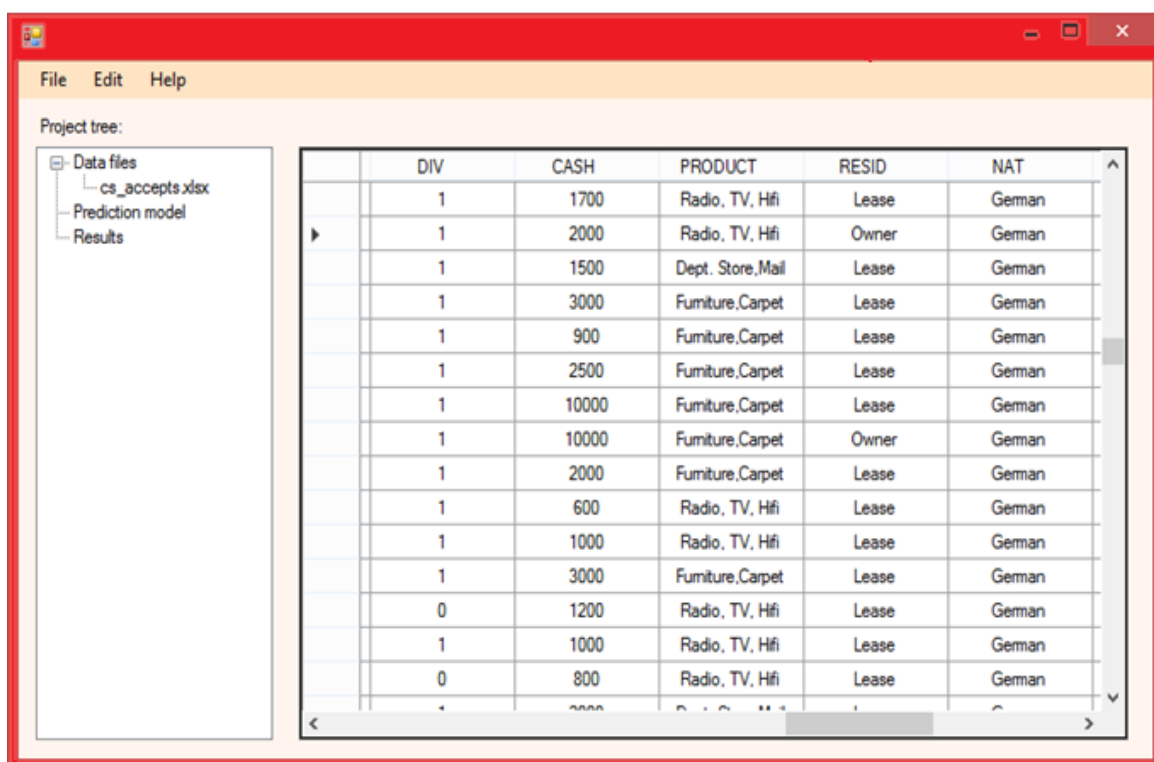 File Edit Help
Project tree:
Data files
cs_accepts.xlsx
Prediction model
Results
DIV CASH PRODUCT RESID NAT
1 1700 Radio, TV, Hifi Lease German
1 2000 Radio, TV, Hifi Owner German
1 1500 Dept. Store,Mail Lease German
1 3000 Furniture,Carpet Lease German
1 900 Furniture,Carpet Lease German
1 2500 Furniture,Carpet Lease German
1 10000 Furniture,Carpet Lease German
1 10000 Furniture,Carpet Owner German
1 2000 Furniture,Carpet Lease German
1 600 Radio, TV, Hifi Lease German
1 1000 Radio, TV, Hifi Lease German
1 3000 Furniture,Carpet Lease German
0 1200 Radio, TV, Hifi Lease German
1 1000 Radio, TV, Hifi Lease German
0 800 Radio, TV, Hifi Lease German